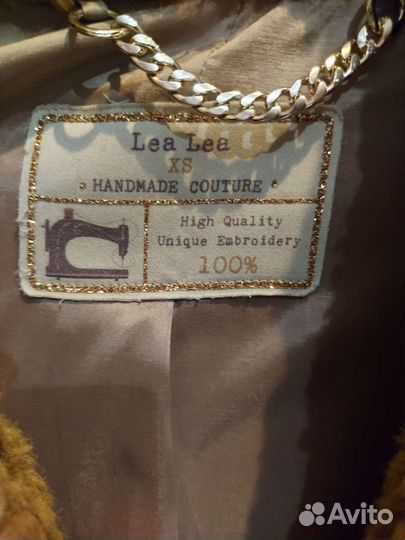 Lea Lea
XS
• HANDMADE COUTURE •
High Quality
Unique Embroidery
100%
Avito